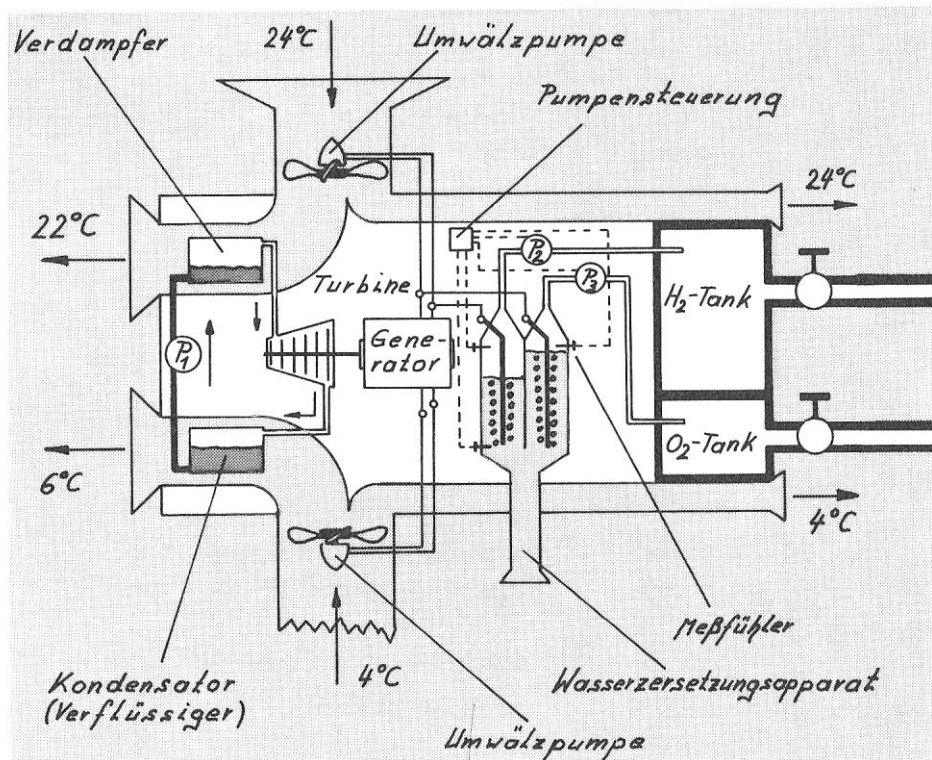 Verdampfer
24°C
Umwälzpumpe
Pumpensteuerung
22°C
24°C
P2
P3
H2-Tank
Turbine
P1
Gene-
rator
O2-Tank
6°C
4°C
Meßfühler
4°C
Kondensator
(Verflüssiger)
Wasserzersetzungsapparat
Umwälzpumpe